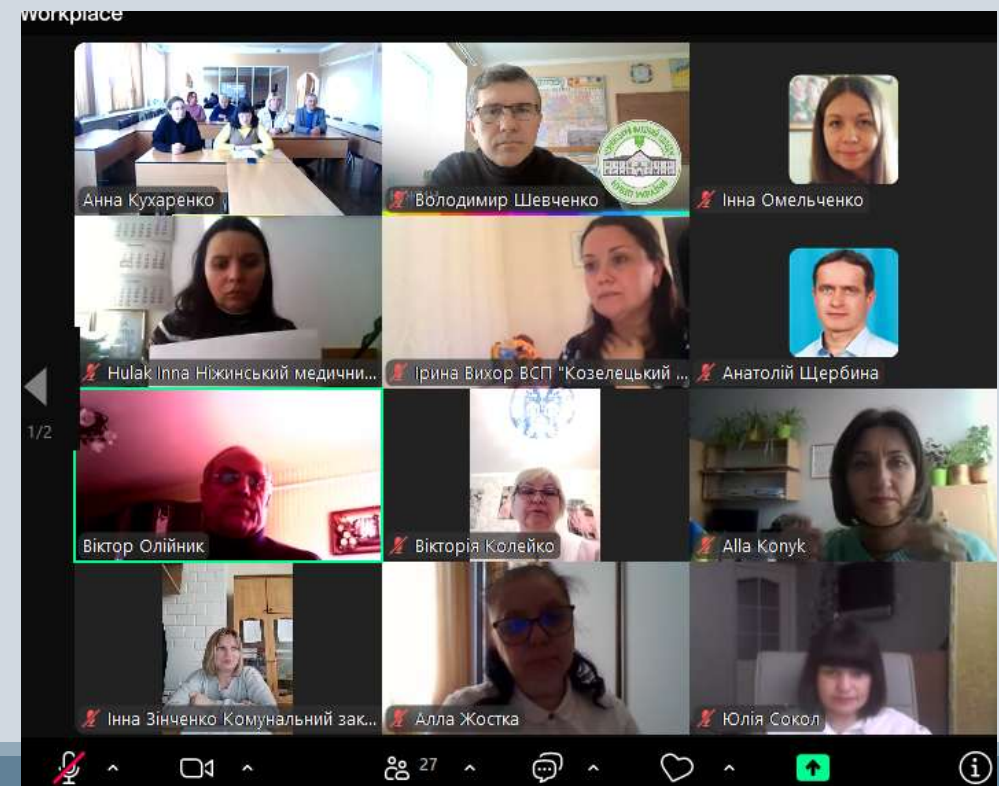 Workplace
Анна Кухаренко
Володимир Шевченко
Інна Омельченко
Hulak Inna Ніжинський медични...
Ірина Вихор ВСП "Козелецький ...
Анатолій Щербина
1/2
Віктор Олійник
Вікторія Колейко
Alla Konyk
Інна Зінченко Комунальний зак...
Алла Жостка
Юлія Сокол
27